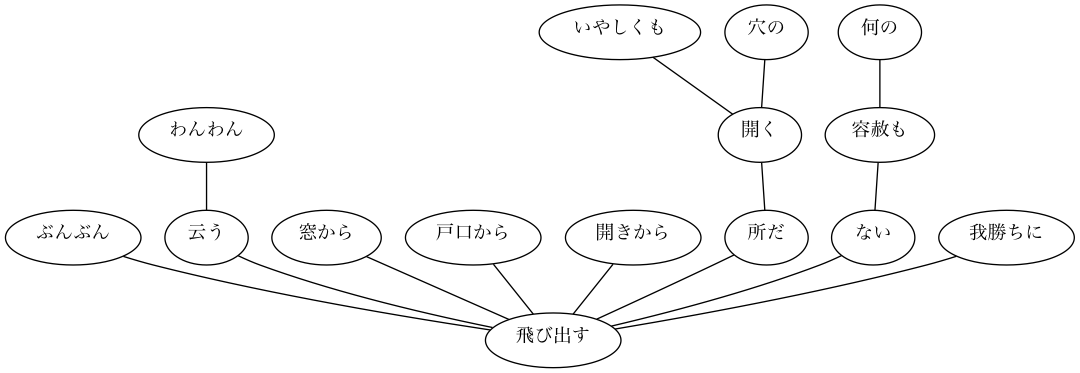 いやしくも 穴の 何の
わんわん 開く 容赦も
ぶんぶん 云う 窓から 戸口から 開きから 所だ ない 我勝ちに
飛び出す